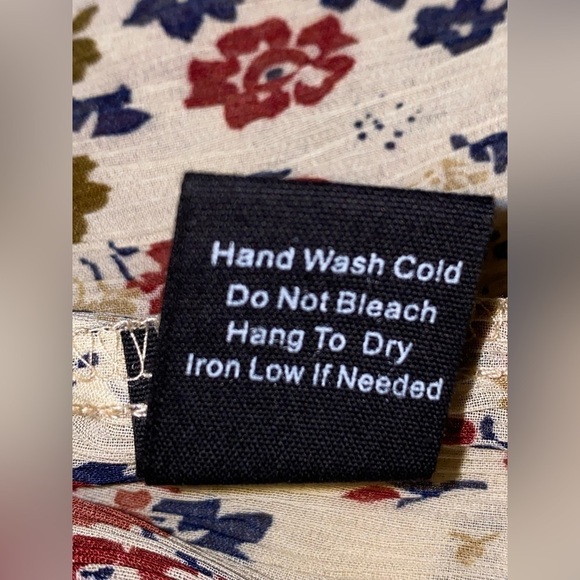 Hand Wash Cold
Do Not Bleach
Hang To Dry
Iron Low If Needed